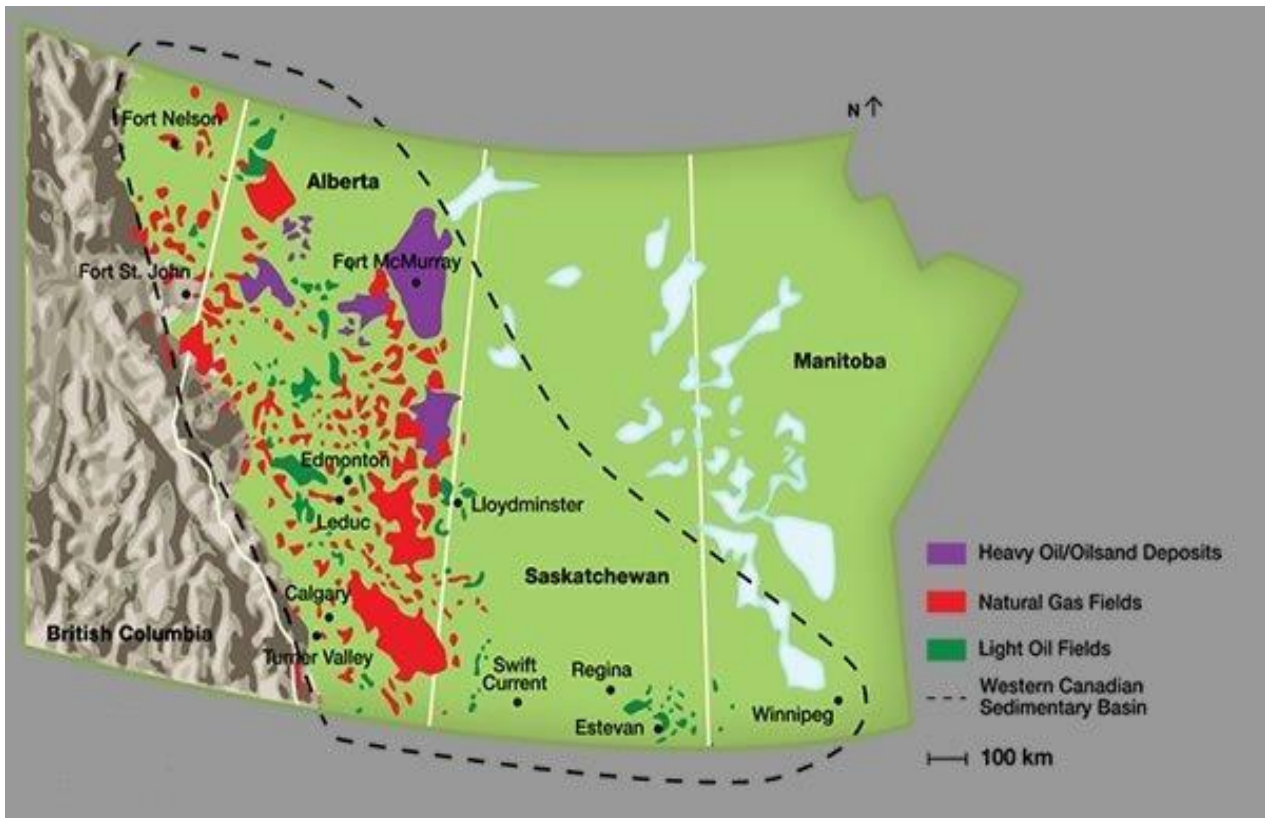 N
Fort Nelson
Alberta
Fort McMurray
Fort St. John
Manitoba
Edmonton
Leduc
Lloydminster
Saskatchewan
Calgary
British Columbia
Turner Valley
Swift
Current
Regina
Estevan
Winnipeg
Heavy Oil/Oilsand Deposits
Natural Gas Fields
Light Oil Fields
Western Canadian
Sedimentary Basin
100 km